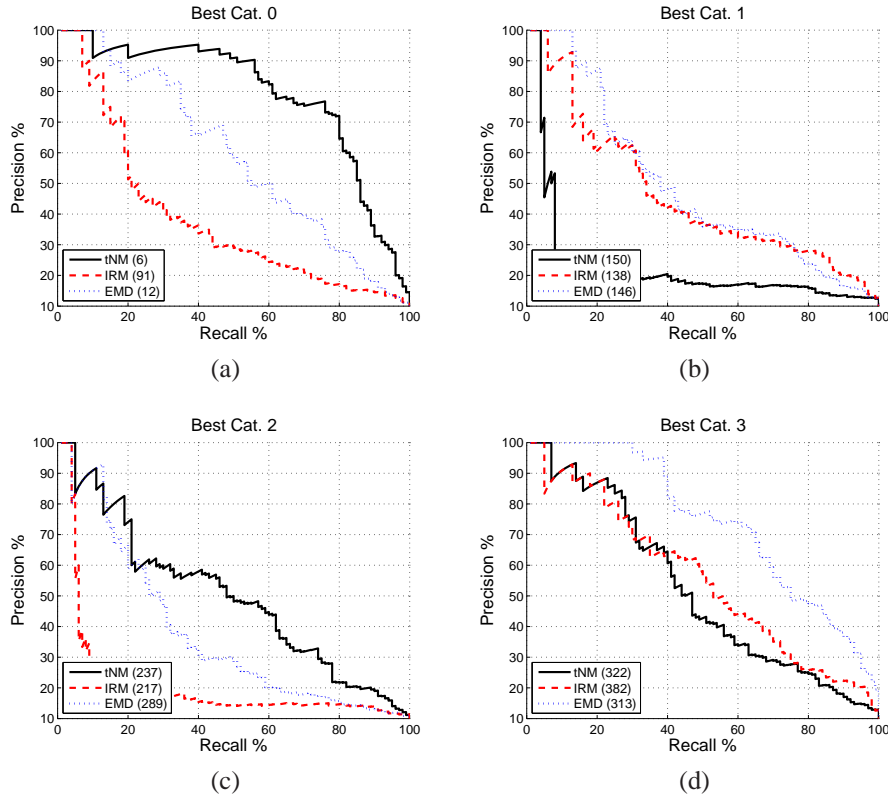 Best Cat. 0
100
90
80
70
60
50
40
30
20
10
Precision %
tNM (6)
IRM (91)
EMD (12)
0 20 40 60 80 100
Recall %
(a)
Best Cat. 1
100
90
80
70
60
50
40
30
20
10
Precision %
tNM (150)
IRM (138)
EMD (146)
0 20 40 60 80 100
Recall %
(b)
Best Cat. 2
100
90
80
70
60
50
40
30
20
10
Precision %
tNM (237)
IRM (217)
EMD (289)
0 20 40 60 80 100
Recall %
(c)
Best Cat. 3
100
90
80
70
60
50
40
30
20
10
Precision %
tNM (322)
IRM (382)
EMD (313)
0 20 40 60 80 100
Recall %
(d)